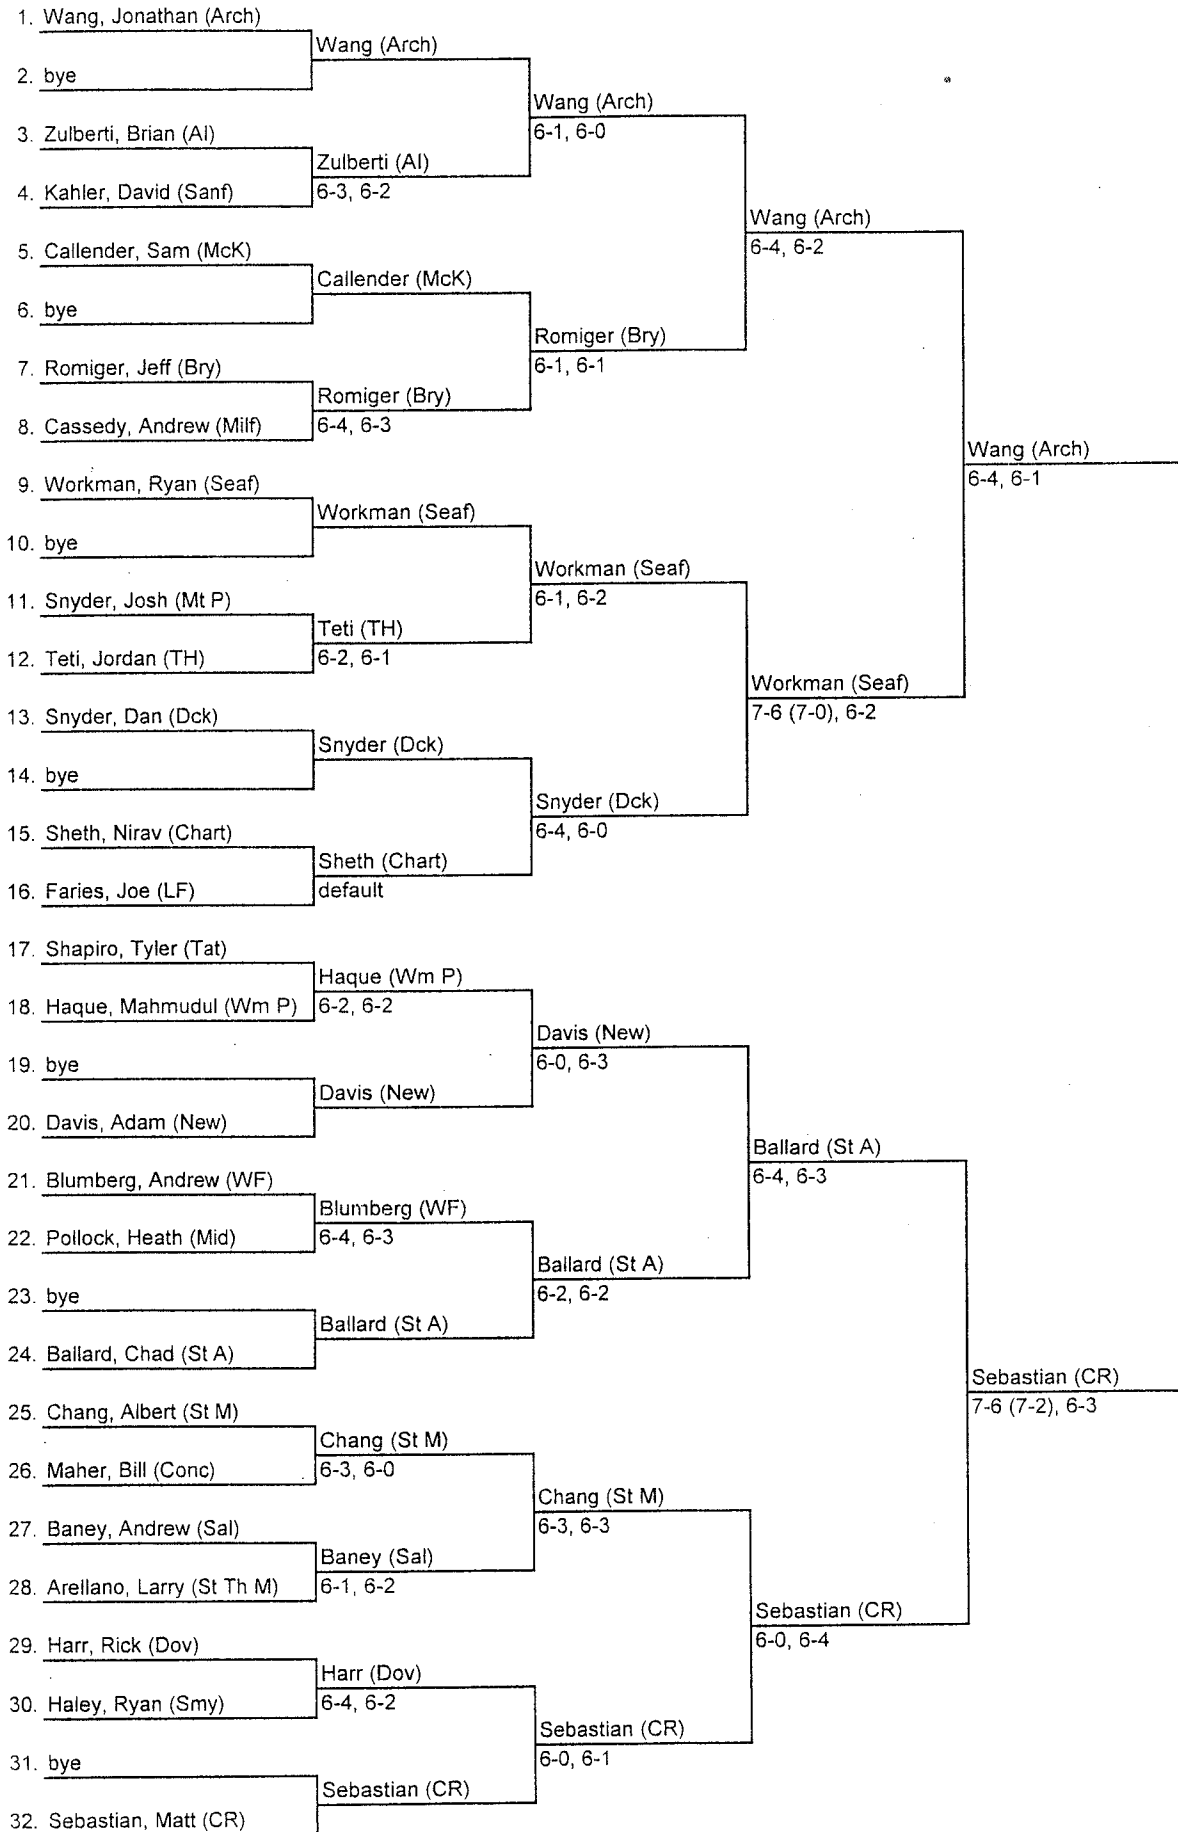 1. Wang, Jonathan (Arch)
Wang (Arch)
2. bye
Wang (Arch)
6-1, 6-0
3. Zulberti, Brian (AI)
Zulberti (AI)
4. Kahler, David (Sanf)
6-3, 6-2
Wang (Arch)
6-4, 6-2
5. Callender, Sam (McK)
Callender (McK)
6. bye
Romiger (Bry)
6-1, 6-1
7. Romiger, Jeff (Bry)
Romiger (Bry)
8. Cassedy, Andrew (Milf)
6-4, 6-3
Wang (Arch)
6-4, 6-1
9. Workman, Ryan (Seaf)
Workman (Seaf)
10. bye
Workman (Seaf)
6-1, 6-2
11. Snyder, Josh (Mt P)
Teti (TH)
12. Teti, Jordan (TH)
6-2, 6-1
Workman (Seaf)
7-6 (7-0), 6-2
13. Snyder, Dan (Dck)
Snyder (Dck)
14. bye
Snyder (Dck)
6-4, 6-0
15. Sheth, Nirav (Chart)
Sheth (Chart)
16. Faries, Joe (LF)
default
17. Shapiro, Tyler (Tat)
Haque (Wm P)
18. Haque, Mahmudul (Wm P)
6-2, 6-2
Davis (New)
6-0, 6-3
19. bye
Davis (New)
20. Davis, Adam (New)
Ballard (St A)
6-4, 6-3
21. Blumberg, Andrew (WF)
Blumberg (WF)
22. Pollock, Heath (Mid)
6-4, 6-3
Ballard (St A)
6-2, 6-2
23. bye
Ballard (St A)
24. Ballard, Chad (St A)
Sebastian (CR)
7-6 (7-2), 6-3
25. Chang, Albert (St M)
Chang (St M)
26. Maher, Bill (Conc)
6-3, 6-0
Chang (St M)
6-3, 6-3
27. Baney, Andrew (Sal)
Baney (Sal)
28. Arellano, Larry (St Th M)
6-1, 6-2
Sebastian (CR)
6-0, 6-4
29. Harr, Rick (Dov)
Harr (Dov)
30. Haley, Ryan (Smy)
6-4, 6-2
Sebastian (CR)
6-0, 6-1
31. bye
Sebastian (CR)
32. Sebastian, Matt (CR)